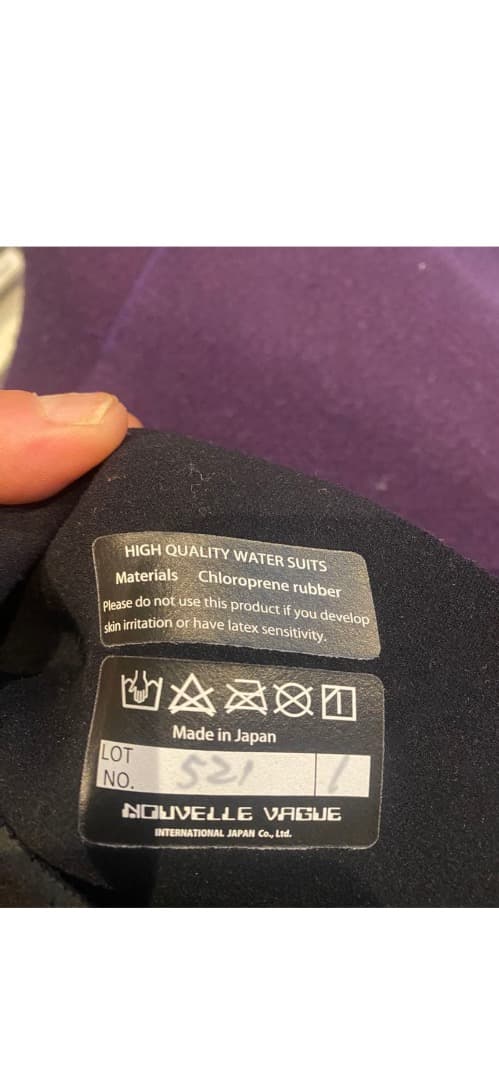 HIGH QUALITY WATER SUITS
Materials Chloroprene rubber
Please do not use this product if you develop
skin irritation or have latex sensitivity.
Made in Japan
LOT
NO. 521 1
NOUVELLE VAGUE
INTERNATIONAL JAPAN Co., Ltd.